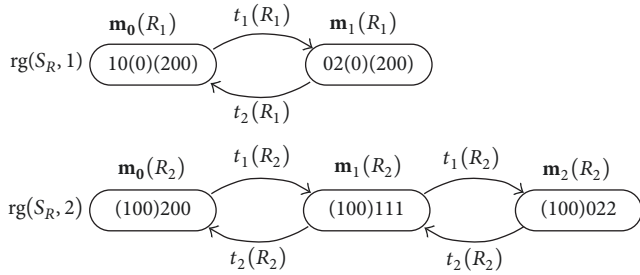 m₀(R₁) t₁(R₁) m₁(R₁)
rg(S_R, 1) 10(0)(200) 02(0)(200)
t₂(R₁)
m₀(R₂) t₁(R₂) m₁(R₂) t₁(R₂) m₂(R₂)
rg(S_R, 2) (100)200 (100)111 (100)022
t₂(R₂) t₂(R₂)